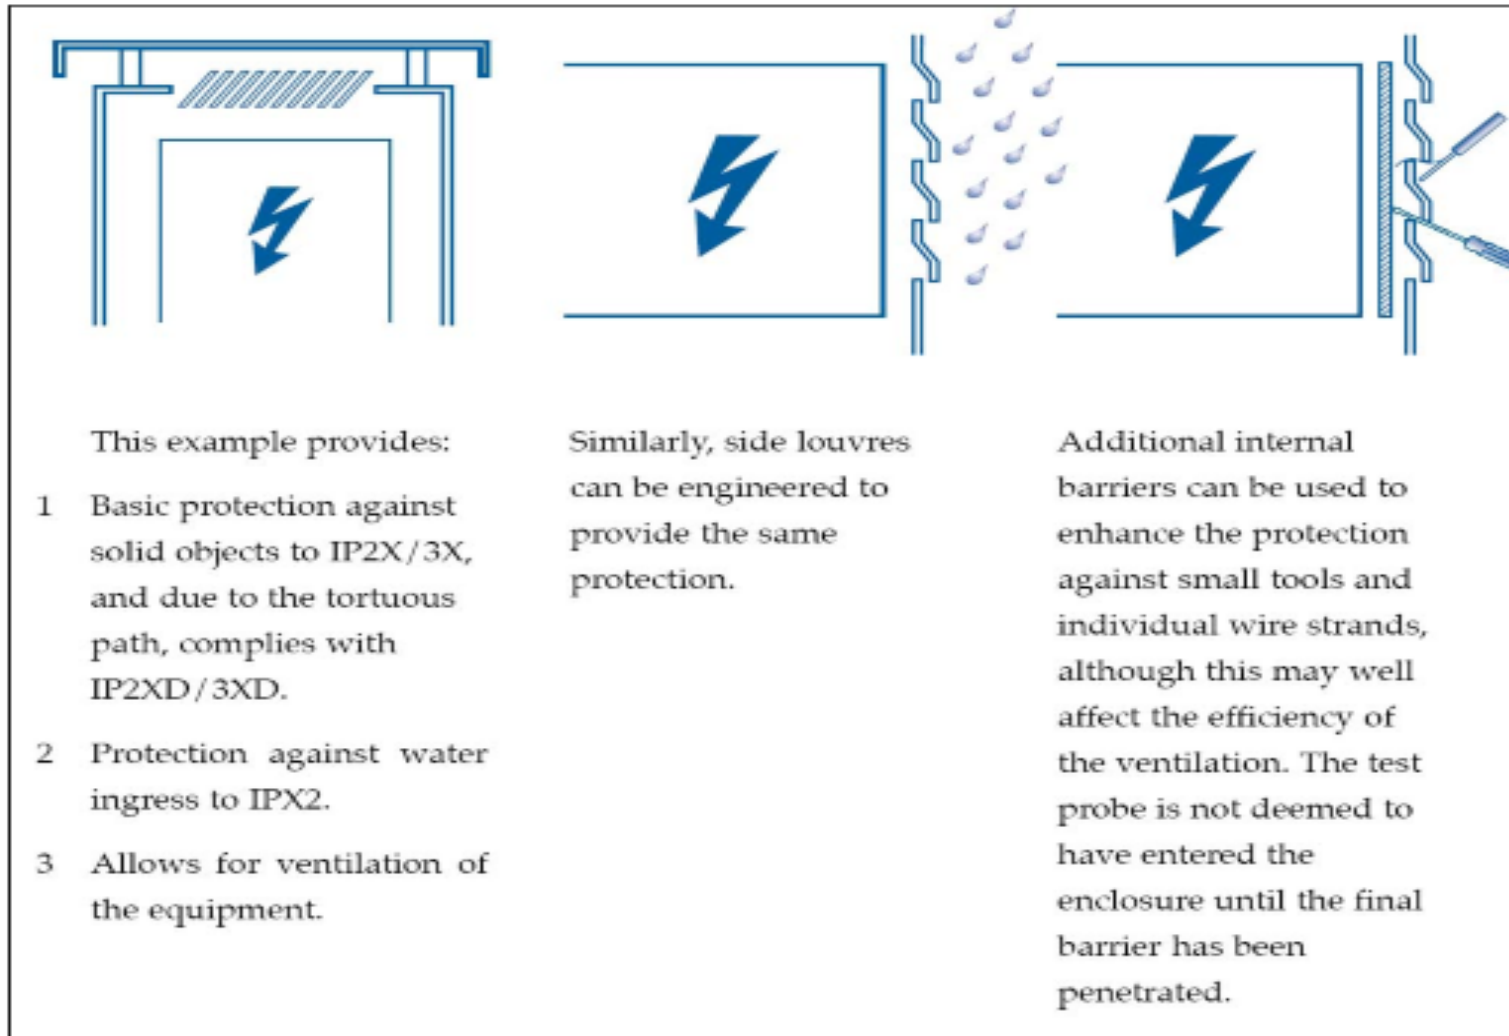 This example provides:
1 Basic protection against
solid objects to IP2X/3X,
and due to the tortuous
path, complies with
IP2XD/3XD.
2 Protection against water
ingress to IPX2.
3 Allows for ventilation of
the equipment.
Similarly, side louvres
can be engineered to
provide the same
protection.
Additional internal
barriers can be used to
enhance the protection
against small tools and
individual wire strands,
although this may well
affect the efficiency of
the ventilation. The test
probe is not deemed to
have entered the
enclosure until the final
barrier has been
penetrated.